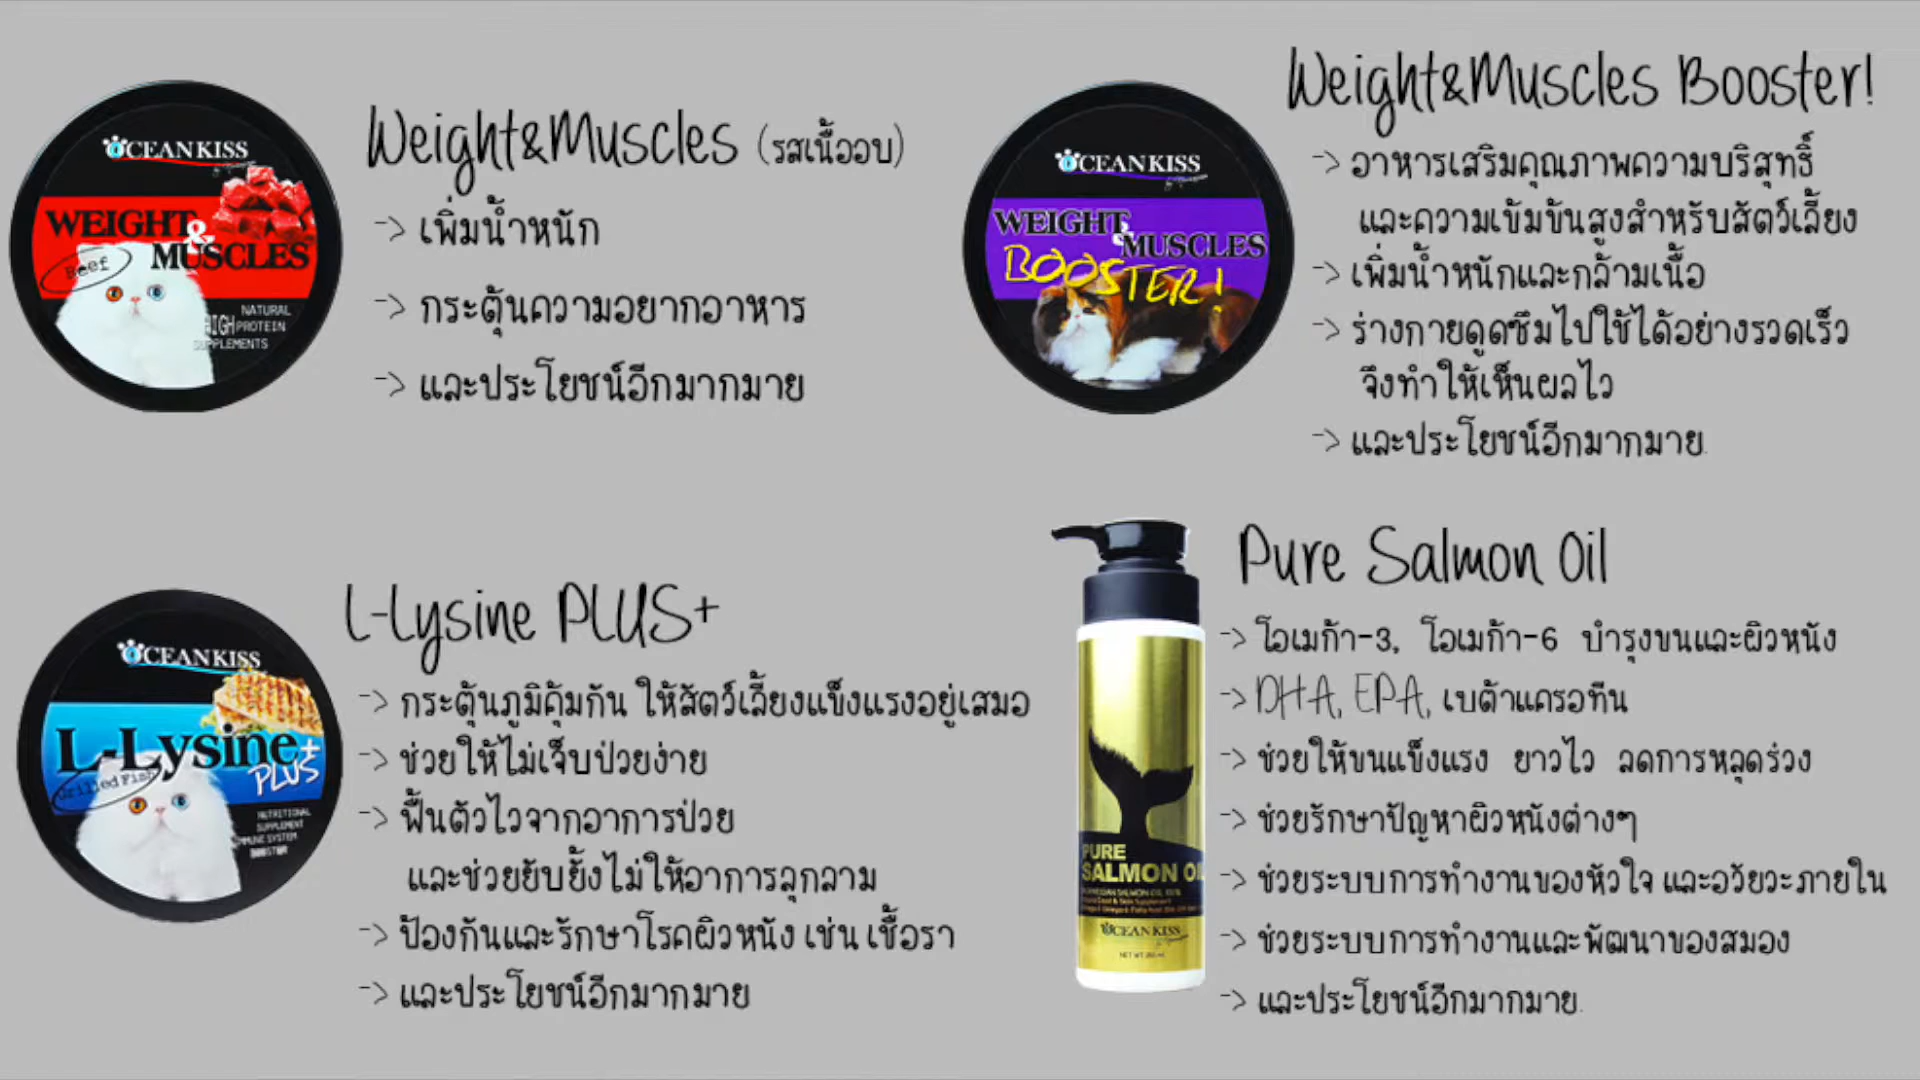 OCEANKISS
WEIGHT
&
MUSCLES
Beef
NATURAL
HIGH PROTEIN
SUPPLEMENTS
Weight&Muscles (รสเนื้ออบ)
-> เพิ่มน้ำหนัก
-> กระตุ้นความอยากอาหาร
-> และประโยชน์อีกมากมาย
OCEANKISS
WEIGHT
&
MUSCLES
BOOSTER!
Weight&Muscles Booster!
-> อาหารเสริมคุณภาพความบริสุทธิ์
และความเข้มข้นสูงสำหรับสัตว์เลี้ยง
-> เพิ่มน้ำหนักและกล้ามเนื้อ
-> ร่างกายดูดซึมไปใช้ได้อย่างรวดเร็ว
จึงทำให้เห็นผลไว
-> และประโยชน์อีกมากมาย.
OCEANKISS
L-Lysine+
PLUS
Grilled Fish
NUTRITIONAL
SUPPLEMENT
IMMUNE SYSTEM
BOOSTER
L-Lysine PLUS+
-> กระตุ้นภูมิคุ้มกัน ให้สัตว์เลี้ยงแข็งแรงอยู่เสมอ
-> ช่วยให้ไม่เจ็บป่วยง่าย
-> ฟื้นตัวไวจากอาการป่วย
และช่วยยับยั้งไม่ให้อาการลุกลาม
-> ป้องกันและรักษาโรคผิวหนัง เช่น เชื้อรา
-> และประโยชน์อีกมากมาย
PURE
SALMON OIL
OCEANKISS
Pure Salmon Oil
-> โอเมก้า-3, โอเมก้า-6 บำรุงขนและผิวหนัง
-> DHA, EPA, เบต้าแครอทีน
-> ช่วยให้ขนแข็งแรง ยาวไว ลดการหลุดร่วง
-> ช่วยรักษาปัญหาผิวหนังต่างๆ
-> ช่วยระบบการทำงานของหัวใจ และอวัยวะภายใน
-> ช่วยระบบการทำงานและพัฒนาของสมอง
-> และประโยชน์อีกมากมาย.